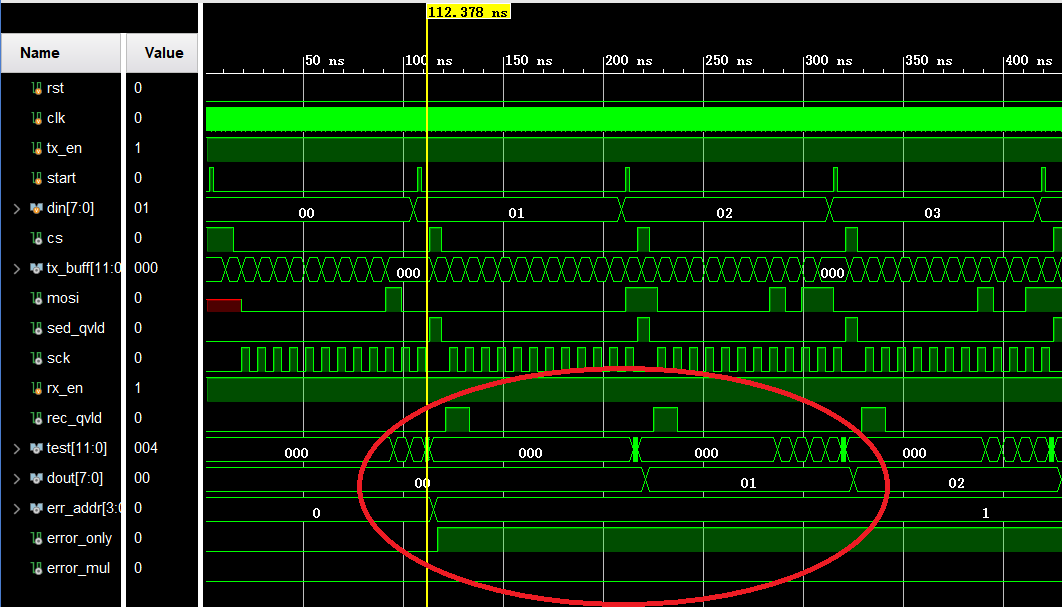 112.378 ns
Name Value
50 ns 100 ns 150 ns 200 ns 250 ns 300 ns 350 ns 400 ns
rst 0
clk 0
tx_en 1
start 0
din[7:0] 01 00 01 02 03
cs 0
tx_buff[11:0 000 000 000
mosi 0
sed_qvld 0
sck 0
rx_en 1
rec_qvld 0
test[11:0] 004 000 000 000 000
dout[7:0] 00 00 01 02
err_addr[3:0 0 0 1
error_only 0
error_mul 0